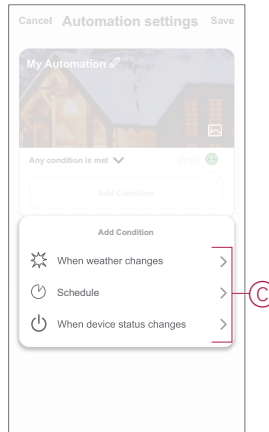 Cancel Automation settings Save
My Automation
Any condition is met
Add Condition
Add Condition
When weather changes
Schedule
When device status changes
C